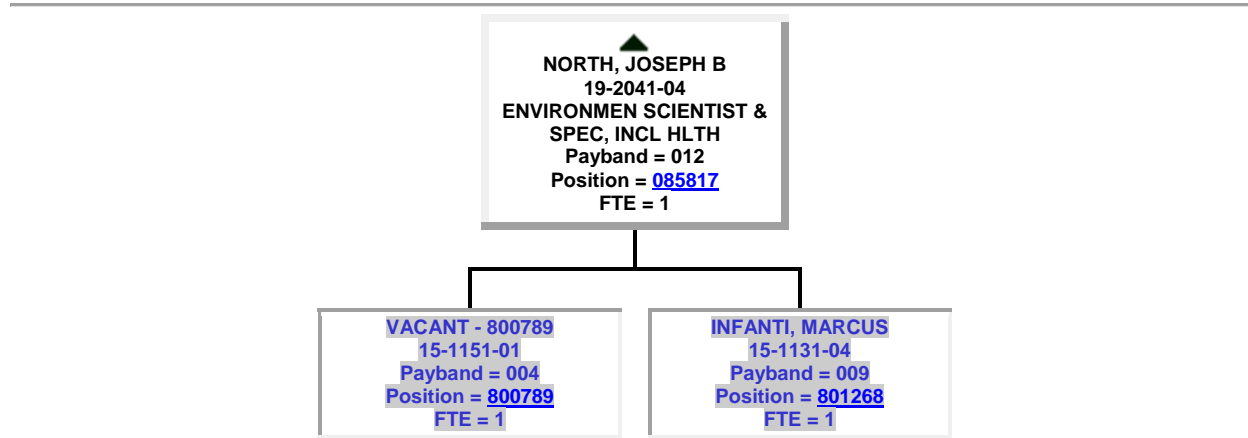 NORTH, JOSEPH B
19-2041-04
ENVIRONMEN SCIENTIST &
SPEC, INCL HLTH
Payband = 012
Position = 085817
FTE = 1
VACANT - 800789
15-1151-01
Payband = 004
Position = 800789
FTE = 1
INFANTI, MARCUS
15-1131-04
Payband = 009
Position = 801268
FTE = 1